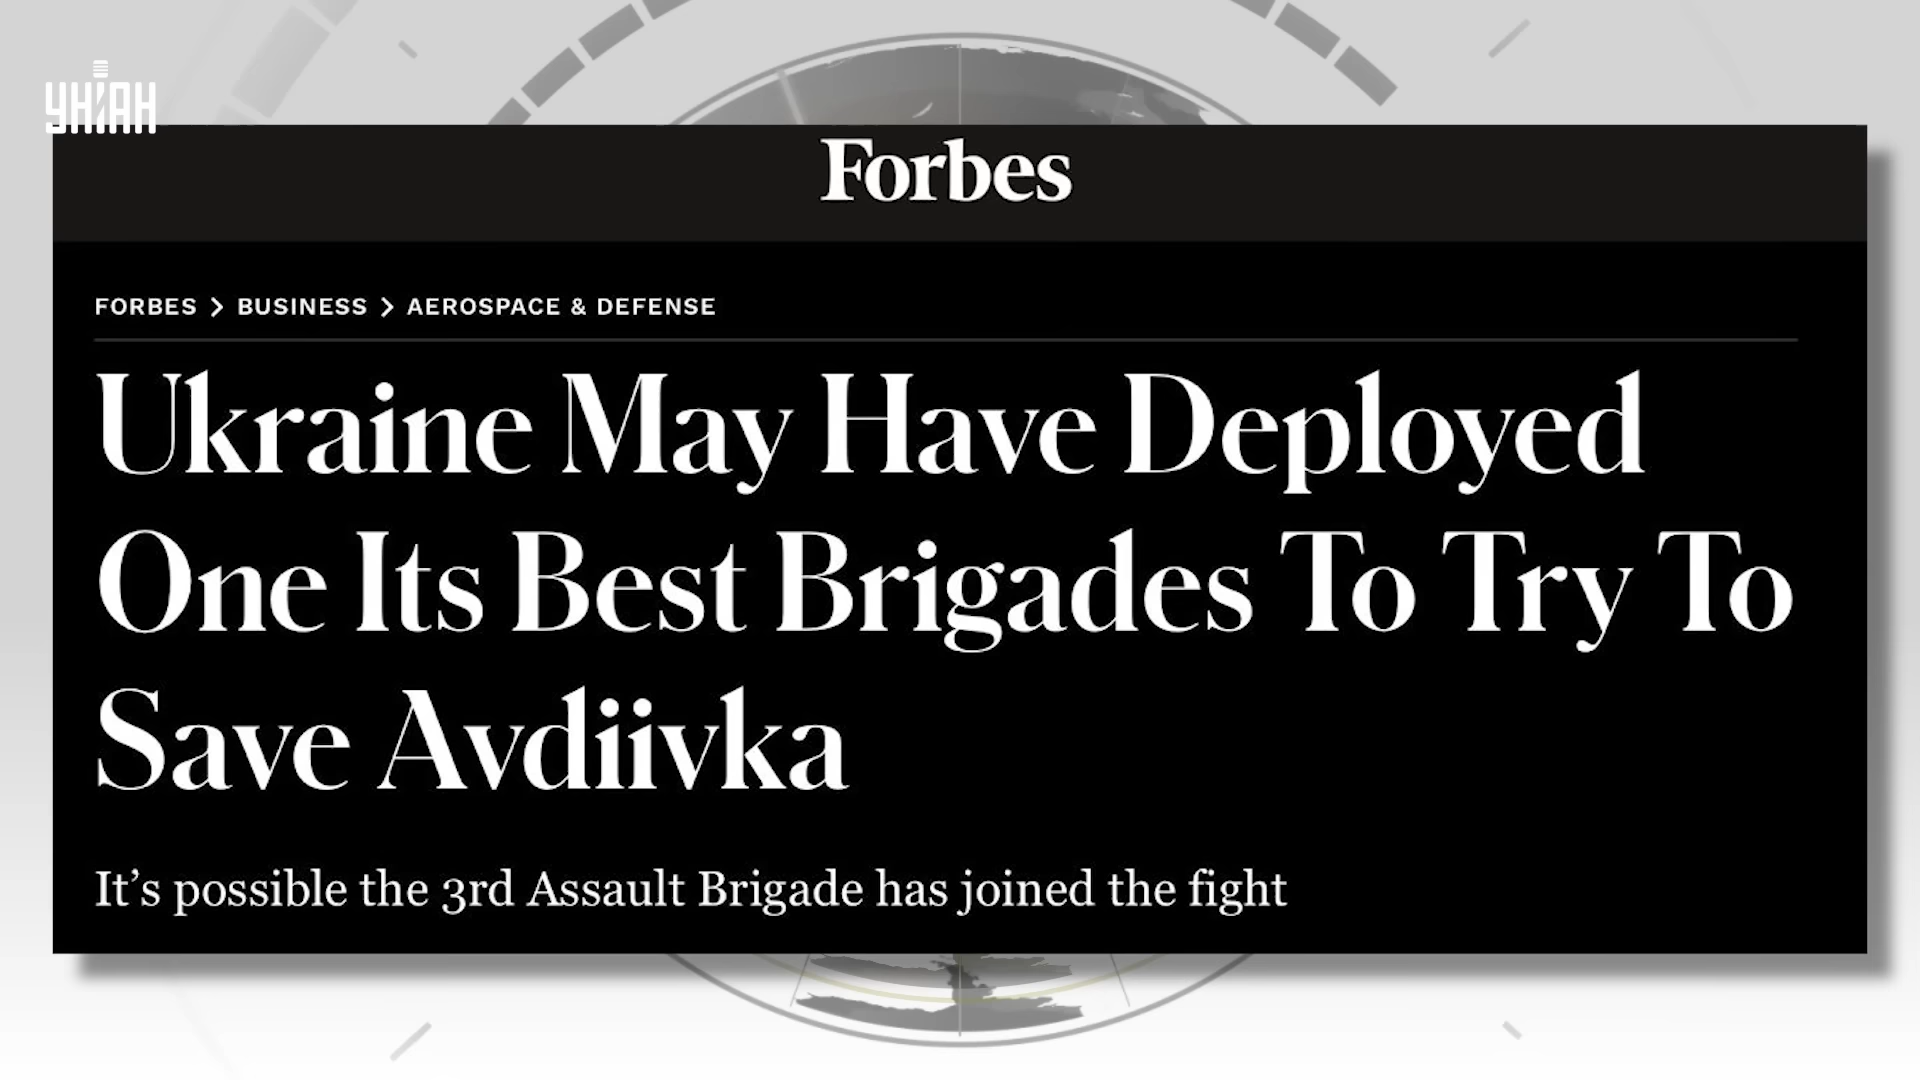 УНІАН
Forbes
FORBES > BUSINESS > AEROSPACE & DEFENSE
Ukraine May Have Deployed
One Its Best Brigades To Try To
Save Avdiivka
It’s possible the 3rd Assault Brigade has joined the fight